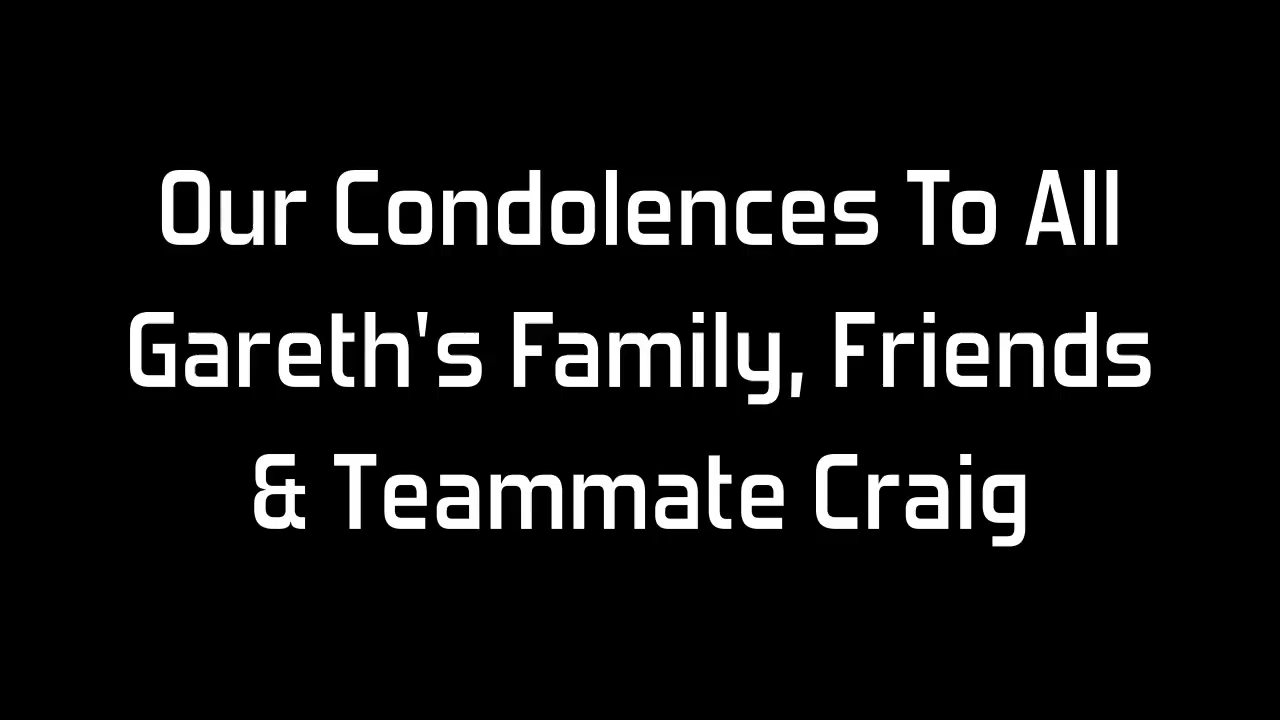 Our Condolences To All
Gareth's Family, Friends
& Teammate Craig